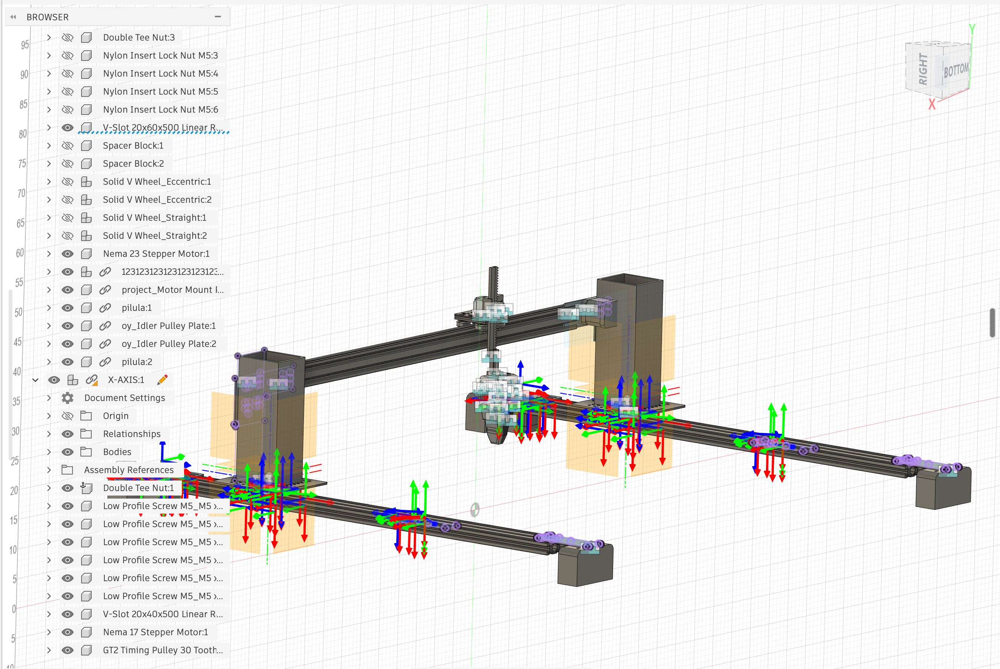 BROWSER
Double Tee Nut:3
Nylon Insert Lock Nut M5:3
Nylon Insert Lock Nut M5:4
Nylon Insert Lock Nut M5:5
Nylon Insert Lock Nut M5:6
V-Slot 20x60x500 Linear R...
Spacer Block:1
Spacer Block:2
Solid V Wheel_Eccentric:1
Solid V Wheel_Eccentric:2
Solid V Wheel_Straight:1
Solid V Wheel_Straight:2
Nema 23 Stepper Motor:1
123123123123123123123...
project_Motor Mount P...
pilula:1
oy_Idler Pulley Plate:1
oy_Idler Pulley Plate:2
pilula:2
X-AXIS:1
Document Settings
Origin
Relationships
Bodies
Assembly References
Double Tee Nut:1
Low Profile Screw M5_M5 x...
Low Profile Screw M5_M5 x...
Low Profile Screw M5_M5 x...
Low Profile Screw M5_M5 x...
Low Profile Screw M5_M5 x...
Low Profile Screw M5_M5 x...
V-Slot 20x40x500 Linear R...
Nema 17 Stepper Motor:1
GT2 Timing Pulley 30 Tooth...
95
90
85
80
75
70
65
60
55
50
45
40
35
30
25
20
15
10
5
0
5
10
0
Y
RIGHT
BOTTOM
X